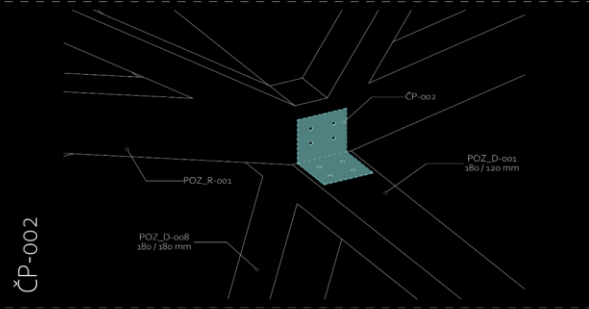 ČP-002
POZ_D-001
180 / 120 mm
POZ_R-001
POZ_D-008
180 / 180 mm
ČP-002